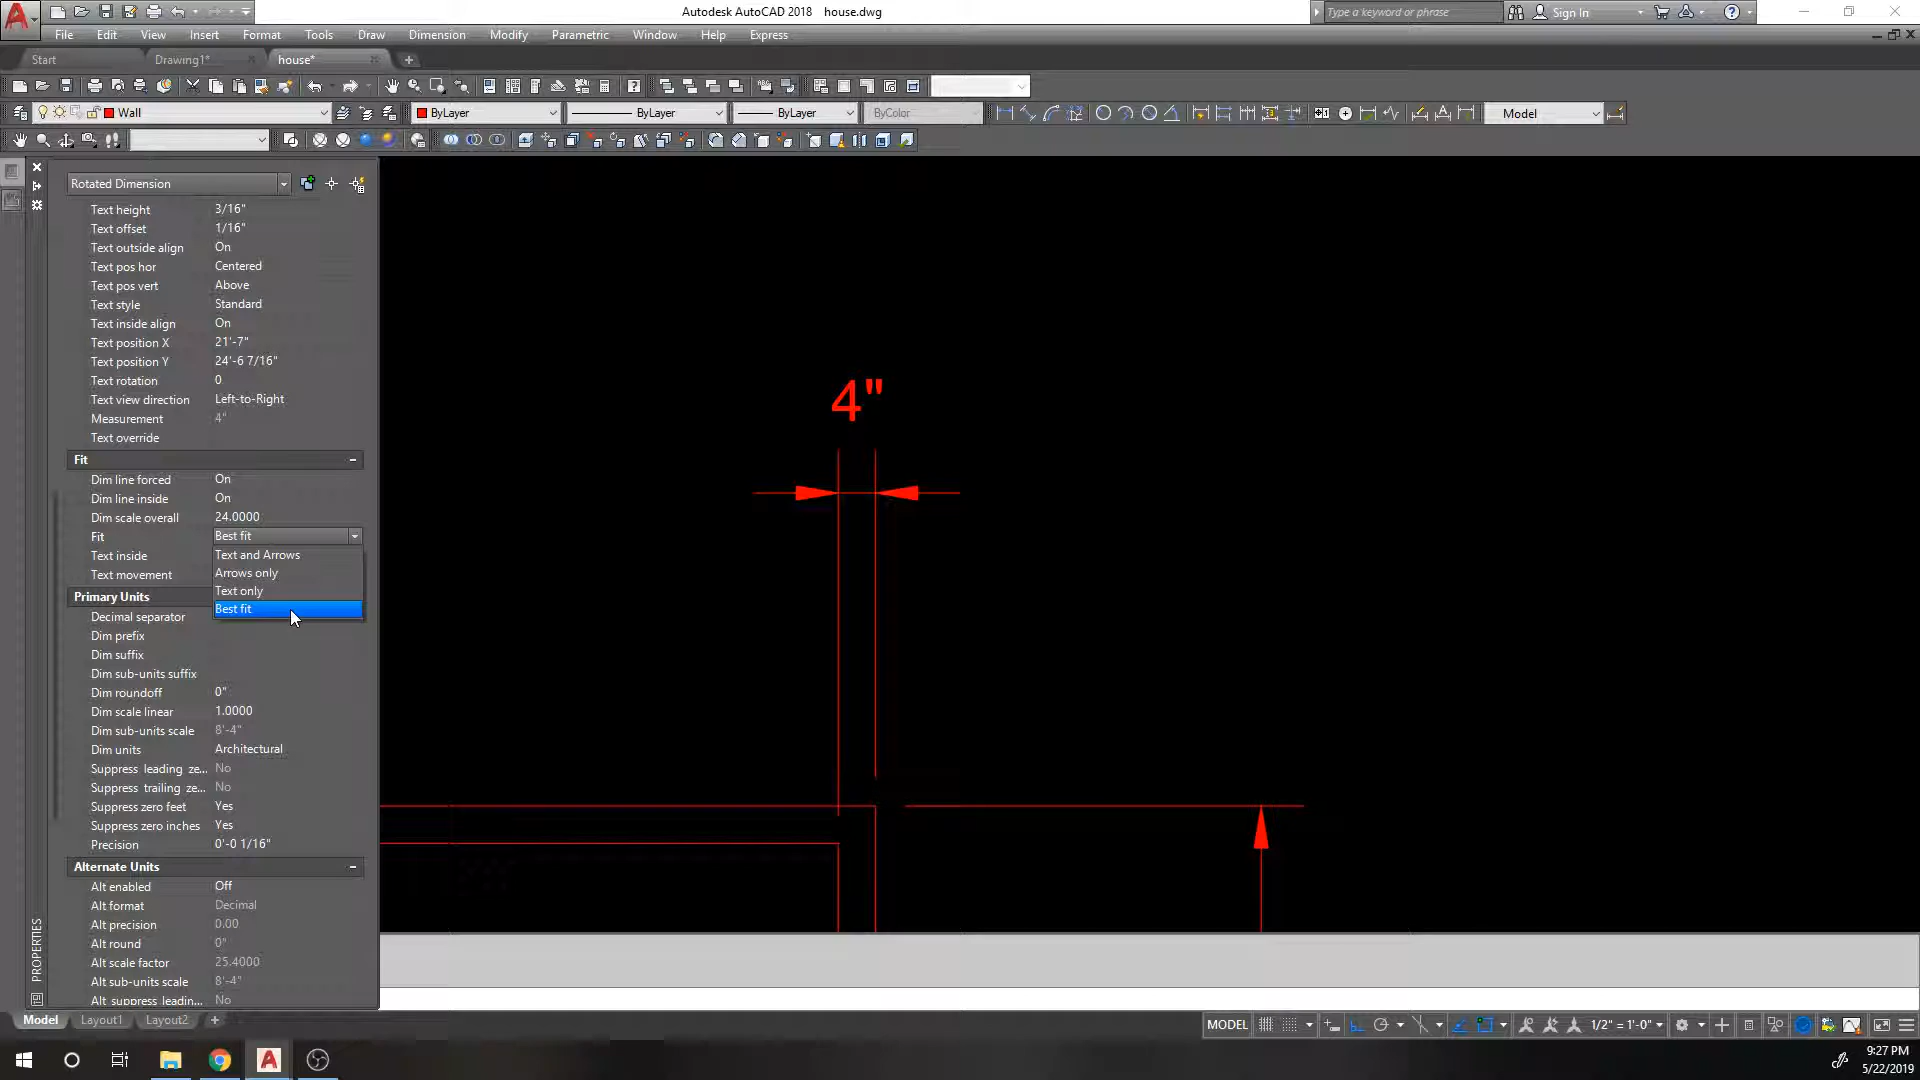 Autodesk AutoCAD 2018 house.dwg
Type a keyword or phrase
Sign In
File Edit View Insert Format Tools Draw Dimension Modify Parametric Window Help Express
Start Drawing1* house*
Wall ByLayer ByLayer ByLayer ByColor Model
Rotated Dimension
Text height 3/16"
Text offset 1/16"
Text outside align On
Text pos hor Centered
Text pos vert Above
Text style Standard
Text inside align On
Text position X 21'-7"
Text position Y 24'-6 7/16"
Text rotation 0
Text view direction Left-to-Right
Measurement 4"
Text override
Fit
Dim line forced On
Dim line inside On
Dim scale overall 24.0000
Fit Best fit
Text inside Text and Arrows
Arrows only
Text movement
Text only
Primary Units
Best fit
Decimal separator
Dim prefix
Dim suffix
Dim sub-units suffix
Dim roundoff 0"
Dim scale linear 1.0000
Dim sub-units scale 8'-4"
Dim units Architectural
Suppress leading ze... No
Suppress trailing ze... No
Suppress zero feet Yes
Suppress zero inches Yes
Precision 0'-0 1/16"
Alternate Units
Alt enabled Off
Alt format Decimal
Alt precision 0.00
Alt round 0"
Alt scale factor 25.4000
Alt sub-units scale 8'-4"
Alt suppress leadin... No
PROPERTIES
4"
Model Layout1 Layout2
MODEL 1/2" = 1'-0"
9:27 PM
5/22/2019